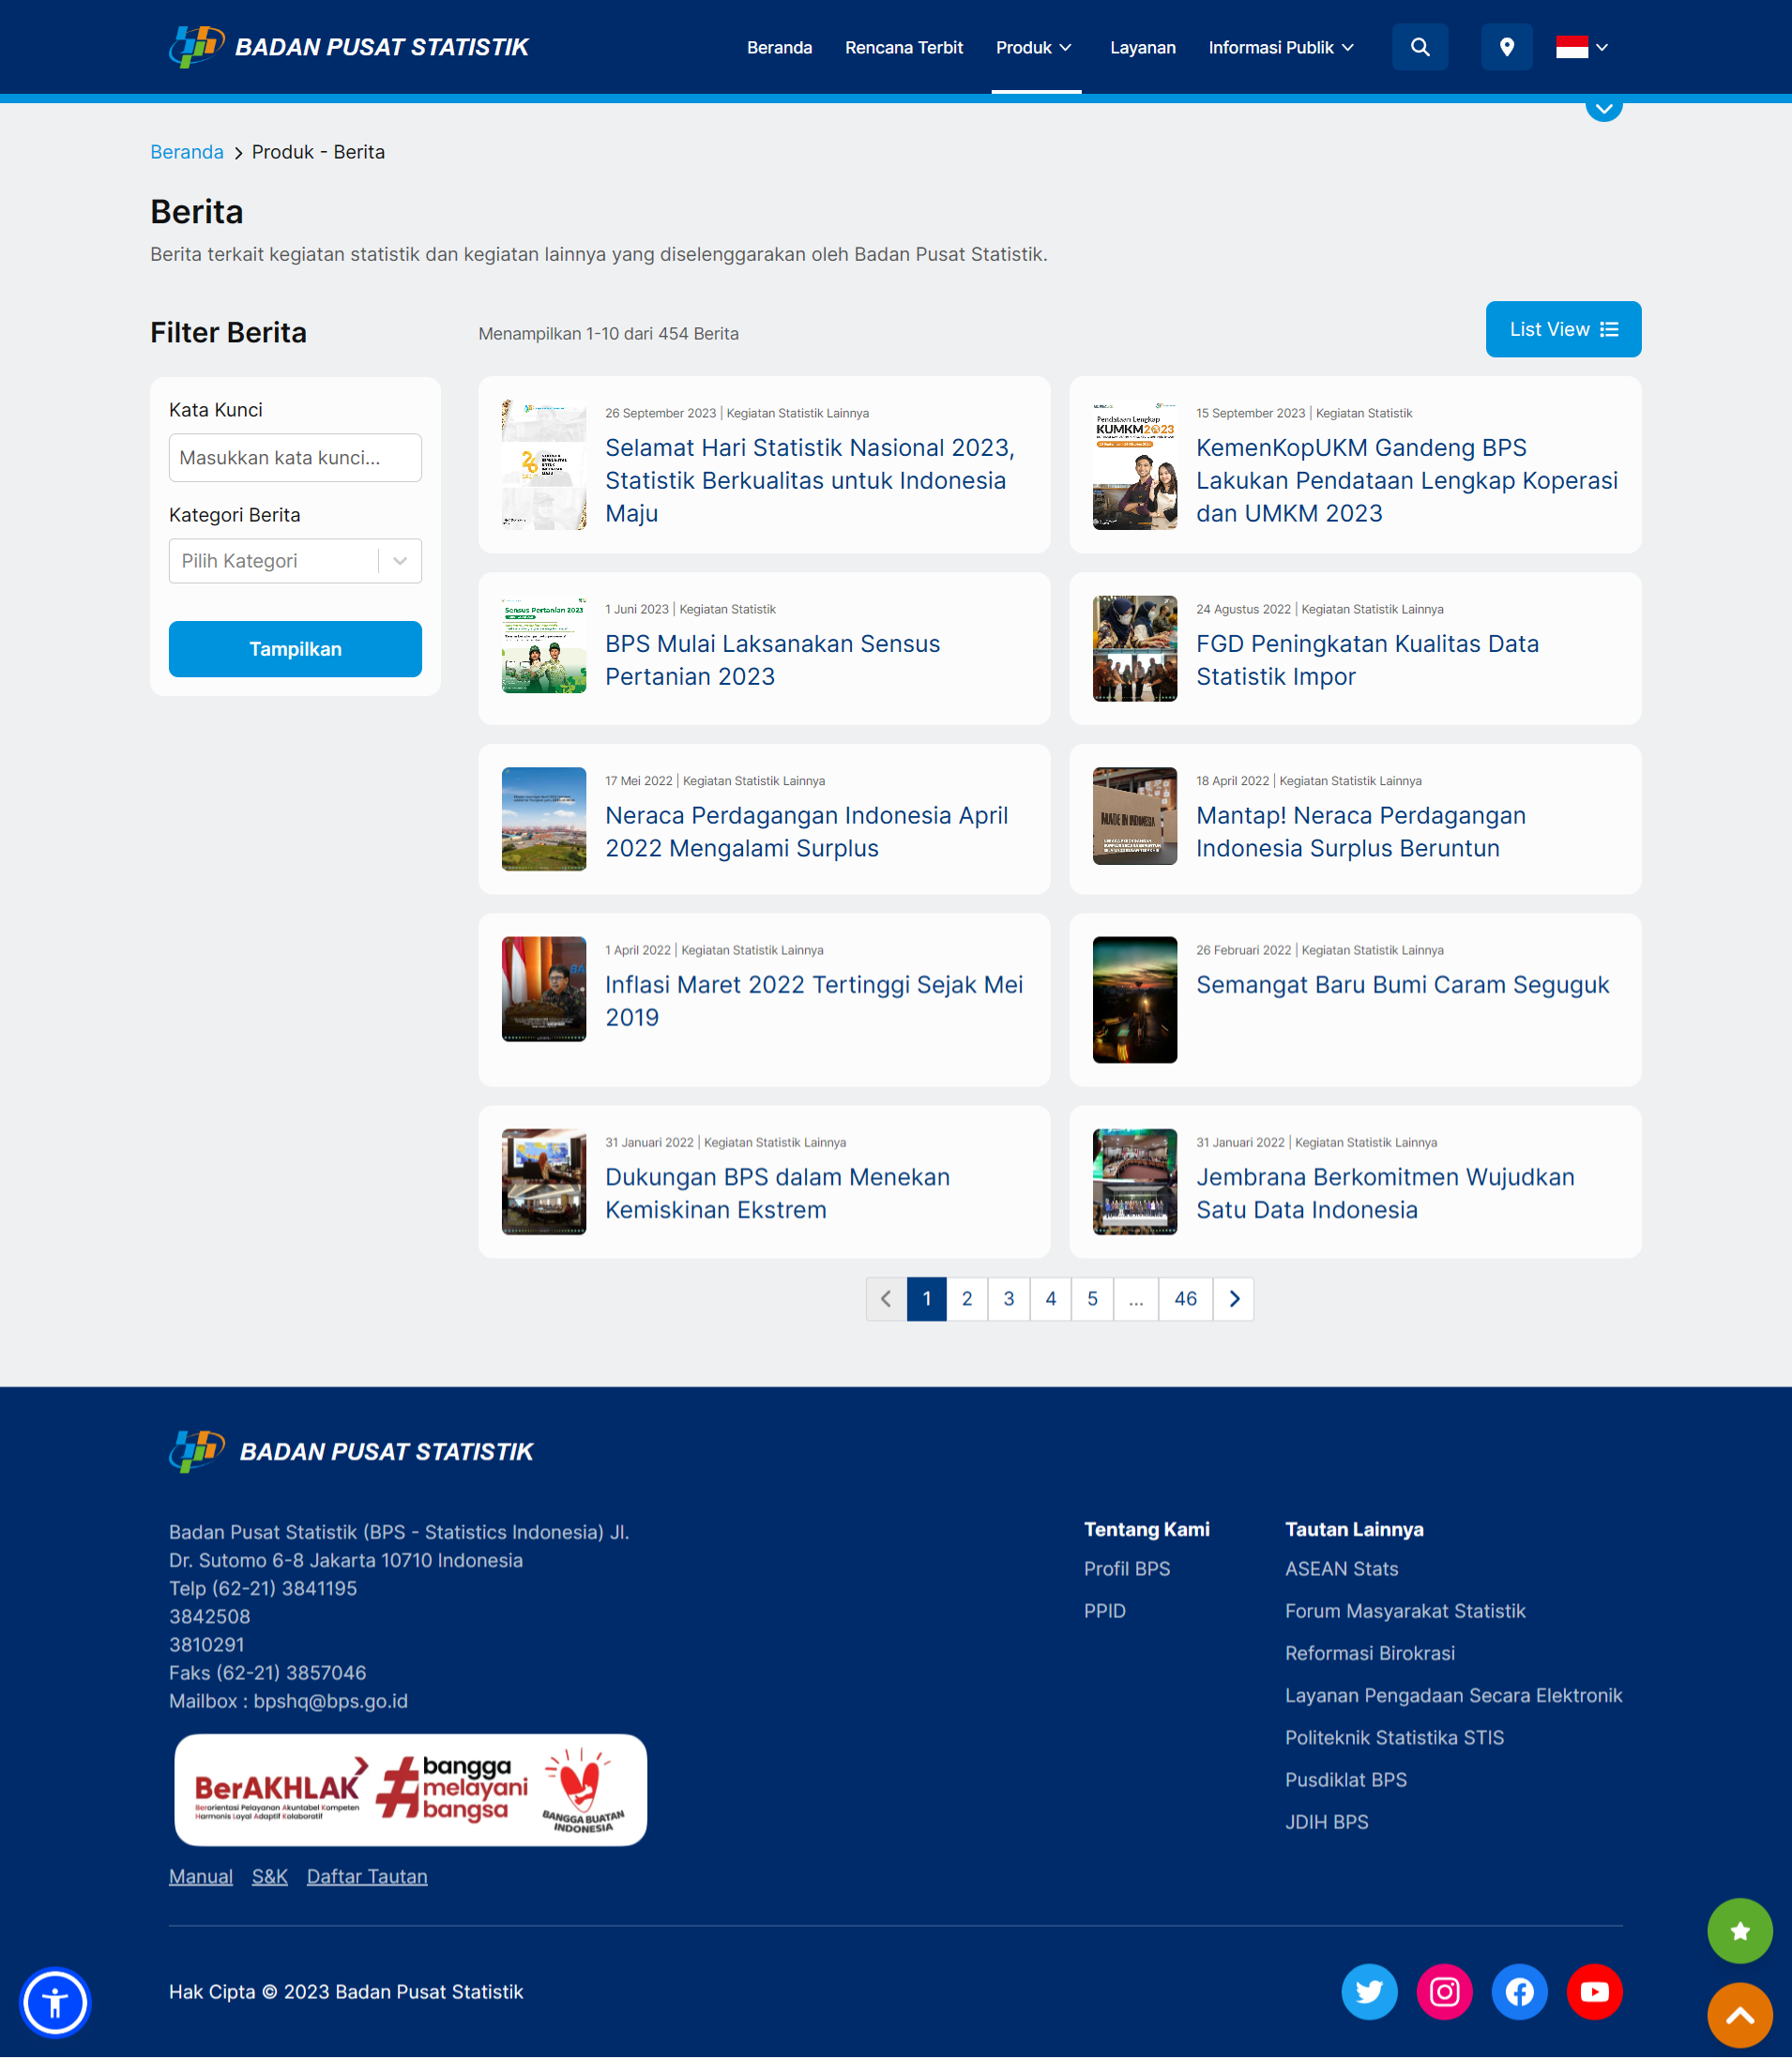 BADAN PUSAT STATISTIK
Beranda
Rencana Terbit
Produk
Layanan
Informasi Publik
Beranda > Produk - Berita
Berita
Berita terkait kegiatan statistik dan kegiatan lainnya yang diselenggarakan oleh Badan Pusat Statistik.
Filter Berita
Kata Kunci
Masukkan kata kunci...
Kategori Berita
Pilih Kategori
Tampilkan
Menampilkan 1-10 dari 454 Berita
List View
26 September 2023 | Kegiatan Statistik Lainnya
Selamat Hari Statistik Nasional 2023,
Statistik Berkualitas untuk Indonesia
Maju
Pendataan Lengkap
KUMKM2023
15 September 2023 | Kegiatan Statistik
KemenKopUKM Gandeng BPS
Lakukan Pendataan Lengkap Koperasi
dan UMKM 2023
Sensus Pertanian 2023
1 Juni 2023 | Kegiatan Statistik
BPS Mulai Laksanakan Sensus
Pertanian 2023
24 Agustus 2022 | Kegiatan Statistik Lainnya
FGD Peningkatan Kualitas Data
Statistik Impor
17 Mei 2022 | Kegiatan Statistik Lainnya
Neraca Perdagangan Indonesia April
2022 Mengalami Surplus
MADE IN INDONESIA
18 April 2022 | Kegiatan Statistik Lainnya
Mantap! Neraca Perdagangan
Indonesia Surplus Beruntun
1 April 2022 | Kegiatan Statistik Lainnya
Inflasi Maret 2022 Tertinggi Sejak Mei
2019
26 Februari 2022 | Kegiatan Statistik Lainnya
Semangat Baru Bumi Caram Seguguk
31 Januari 2022 | Kegiatan Statistik Lainnya
Dukungan BPS dalam Menekan
Kemiskinan Ekstrem
31 Januari 2022 | Kegiatan Statistik Lainnya
Jembrana Berkomitmen Wujudkan
Satu Data Indonesia
1 2 3 4 5 ... 46
BADAN PUSAT STATISTIK
Badan Pusat Statistik (BPS - Statistics Indonesia) Jl.
Dr. Sutomo 6-8 Jakarta 10710 Indonesia
Telp (62-21) 3841195
3842508
3810291
Faks (62-21) 3857046
Mailbox : bpshq@bps.go.id
BerAKHLAK
Berorientasi Pelayanan Akuntabel Kompeten
Harmonis Loyal Adaptif Kolaboratif
#bangga
melayani
bangsa
BANGGA BUATAN
INDONESIA
Manual
S&K
Daftar Tautan
Tentang Kami
Profil BPS
PPID
Tautan Lainnya
ASEAN Stats
Forum Masyarakat Statistik
Reformasi Birokrasi
Layanan Pengadaan Secara Elektronik
Politeknik Statistika STIS
Pusdiklat BPS
JDIH BPS
Hak Cipta © 2023 Badan Pusat Statistik